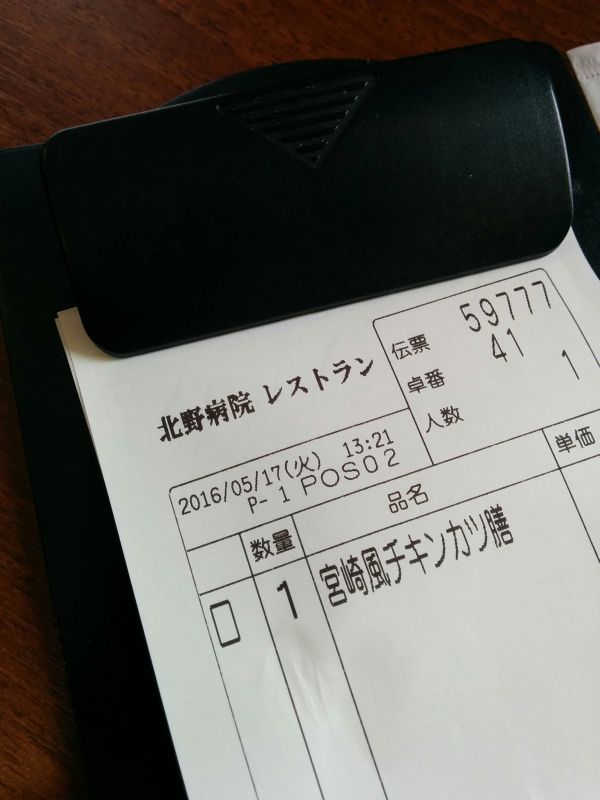 伝票 59777
卓番 41
人数 1
北野病院 レストラン
2016/05/17(火) 13:21
P- 1 POS02
数量 品名 単価
□ 1 宮崎風チキンカツ膳